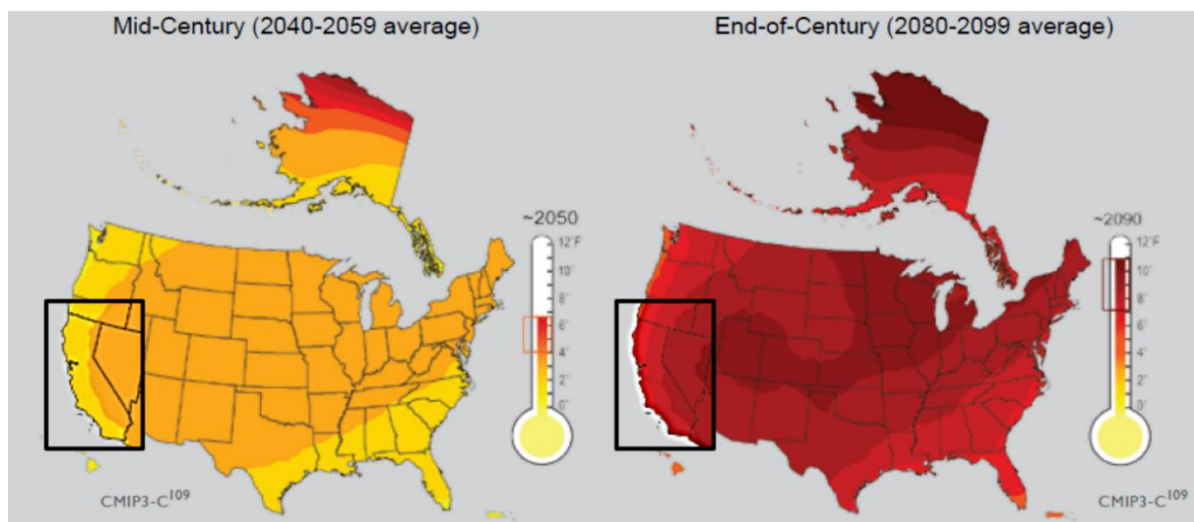 Mid-Century (2040-2059 average)
End-of-Century (2080-2099 average)
~2050
12°F
10°
8°
6°
4°
2°
0°
~2090
12°F
10°
8°
6°
4°
2°
0°
CMIP3-C109
CMIP3-C109